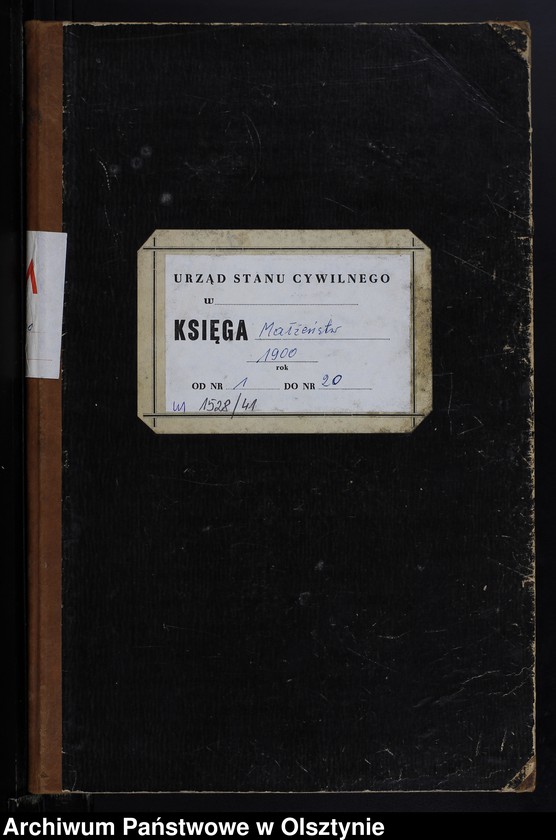 URZĄD STANU CYWILNEGO
w
KSIĘGA Małżeństw
1900
rok
OD NR 1 DO NR 20
1528/41
Archiwum Państwowe w Olsztynie